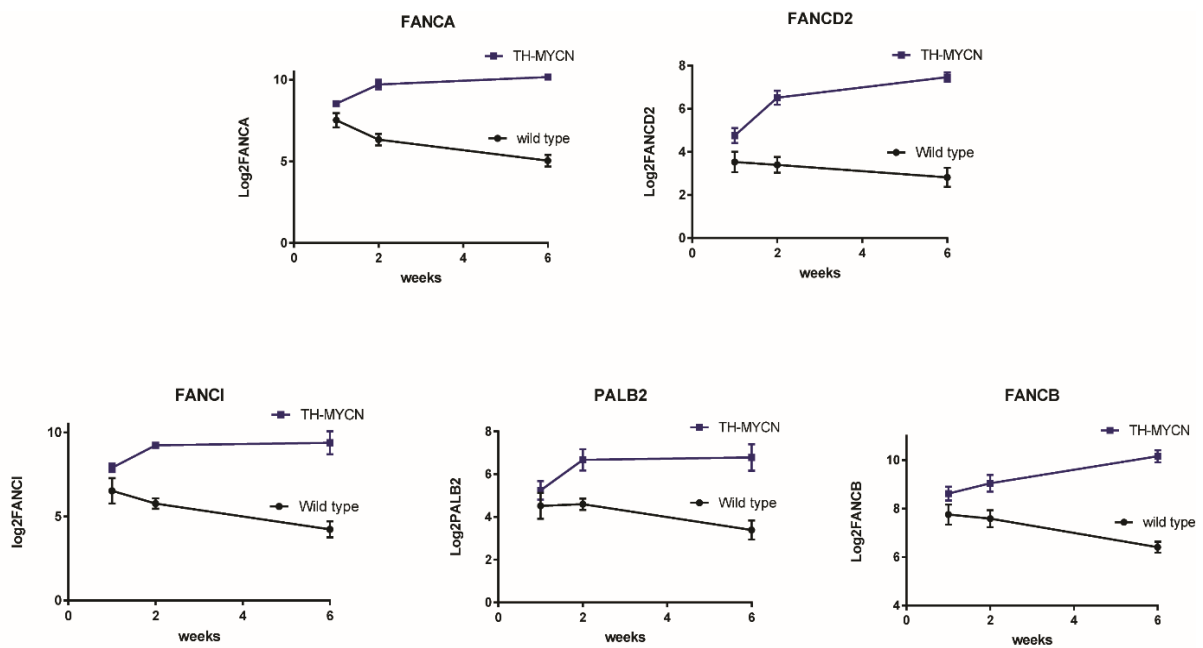 FANCA
TH-MYCN
wild type
Log2FANCA
10
5
0
0 2 4 6
weeks
FANCD2
TH-MYCN
Wild type
Log2FANCD2
8
6
4
2
0
0 2 4 6
weeks
FANCI
TH-MYCN
Wild type
log2FANCI
10
5
0
0 2 4 6
weeks
PALB2
TH-MYCN
Wild type
Log2PALB2
8
6
4
2
0
0 2 4 6
weeks
FANCB
TH-MYCN
wild type
Log2FANCB
10
8
6
4
0 2 4 6
weeks